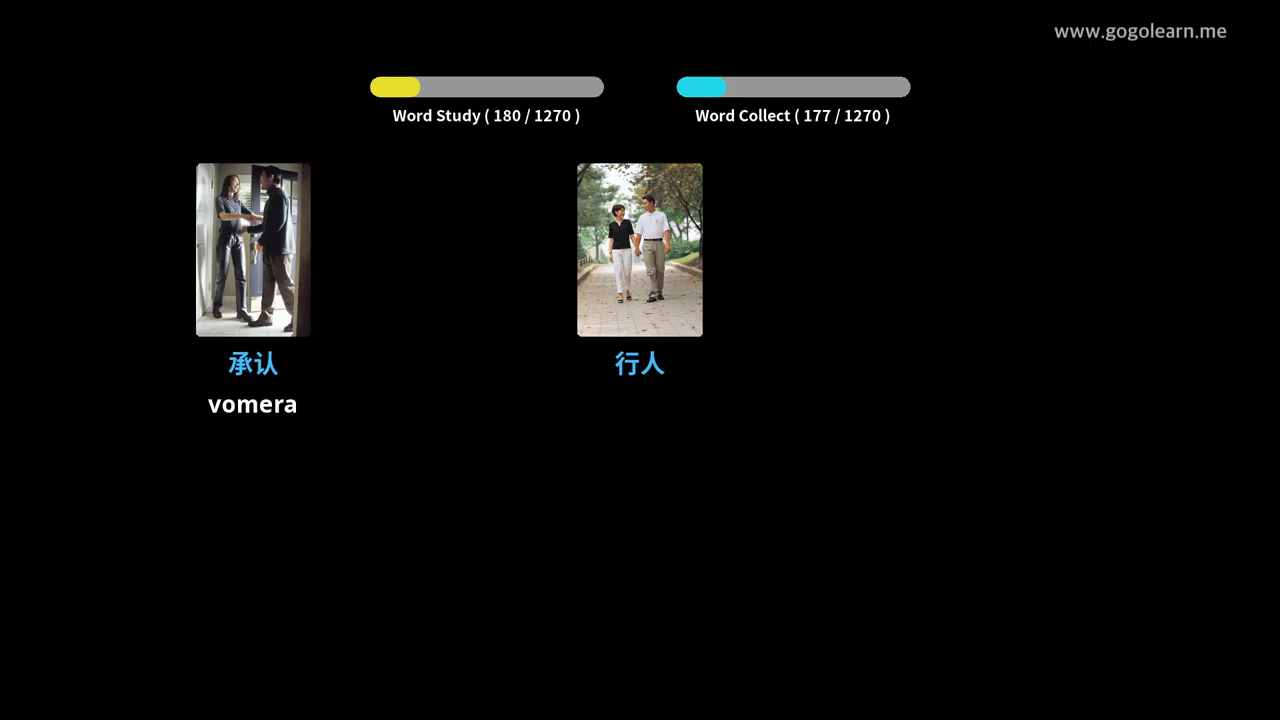 www.gogolearn.me
Word Study ( 180 / 1270 )
Word Collect ( 177 / 1270 )
承认
行人
vomera